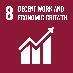 8 DECENT WORK AND
ECONOMIC GROWTH